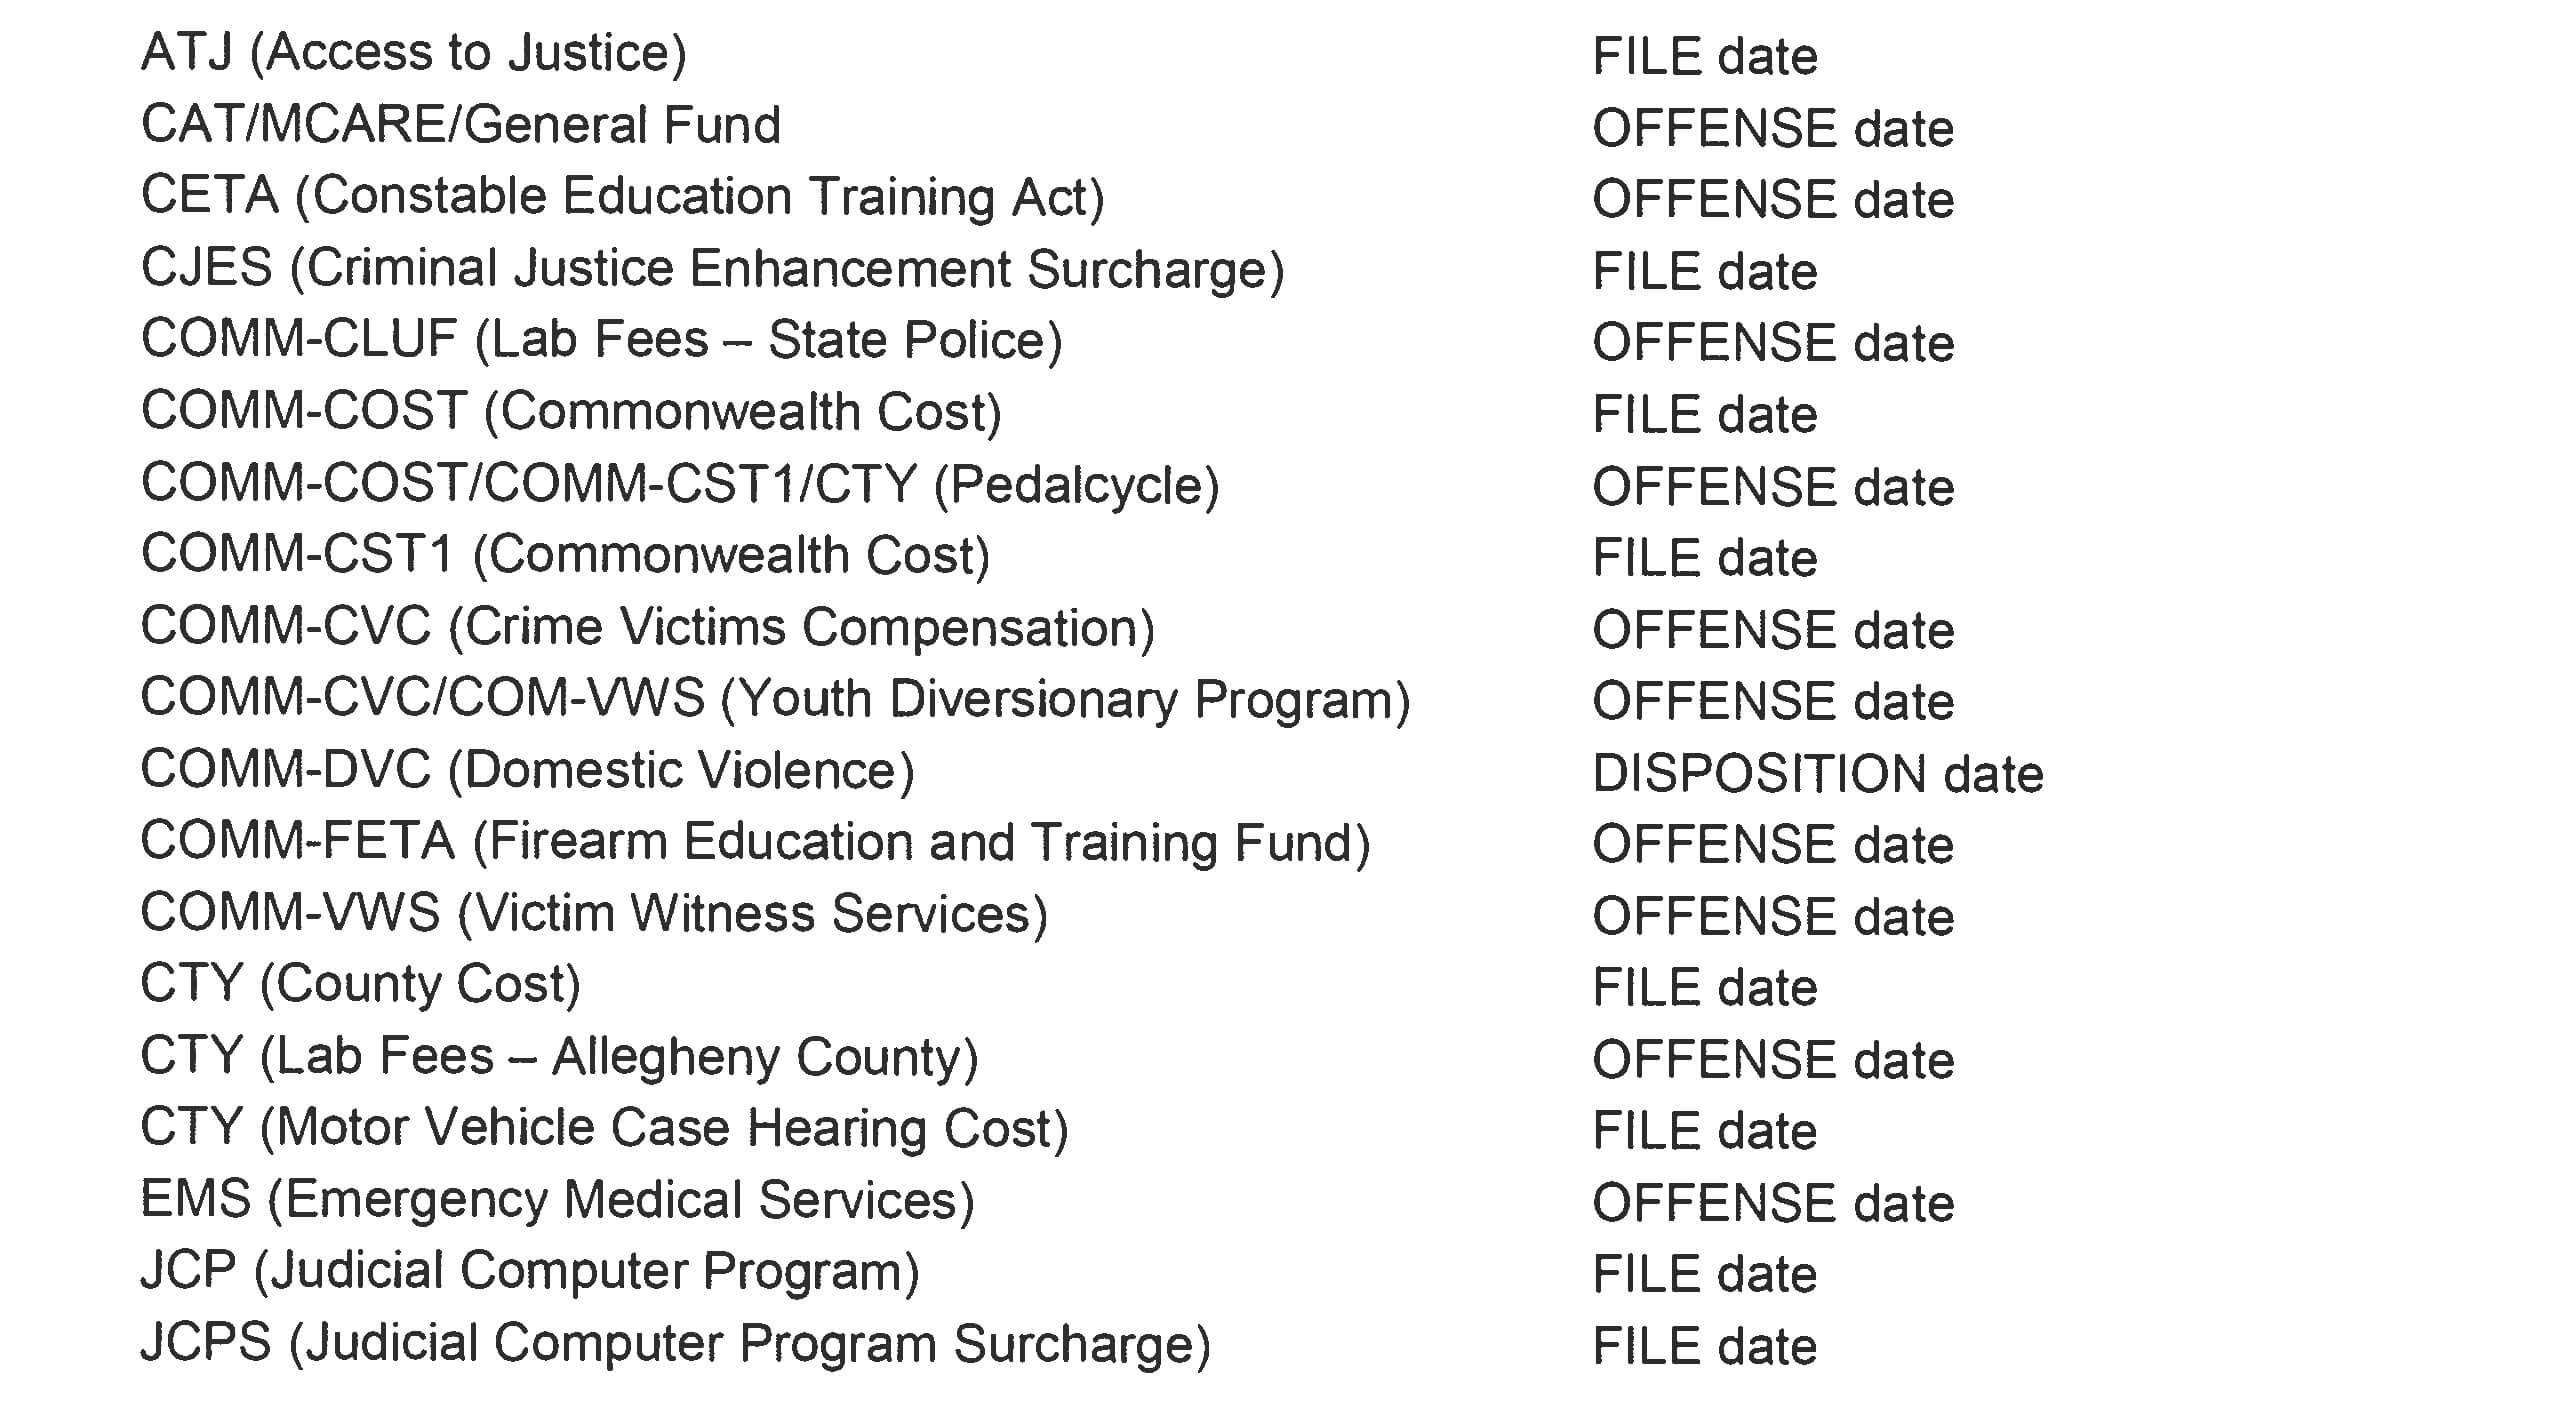 ATJ (Access to Justice) FILE date
CAT/MCARE/General Fund OFFENSE date
CETA (Constable Education Training Act) OFFENSE date
CJES (Criminal Justice Enhancement Surcharge) FILE date
COMM-CLUF (Lab Fees – State Police) OFFENSE date
COMM-COST (Commonwealth Cost) FILE date
COMM-COST/COMM-CST1/CTY (Pedalcycle) OFFENSE date
COMM-CST1 (Commonwealth Cost) FILE date
COMM-CVC (Crime Victims Compensation) OFFENSE date
COMM-CVC/COM-VWS (Youth Diversionary Program) OFFENSE date
COMM-DVC (Domestic Violence) DISPOSITION date
COMM-FETA (Firearm Education and Training Fund) OFFENSE date
COMM-VWS (Victim Witness Services) OFFENSE date
CTY (County Cost) FILE date
CTY (Lab Fees – Allegheny County) OFFENSE date
CTY (Motor Vehicle Case Hearing Cost) FILE date
EMS (Emergency Medical Services) OFFENSE date
JCP (Judicial Computer Program) FILE date
JCPS (Judicial Computer Program Surcharge) FILE date